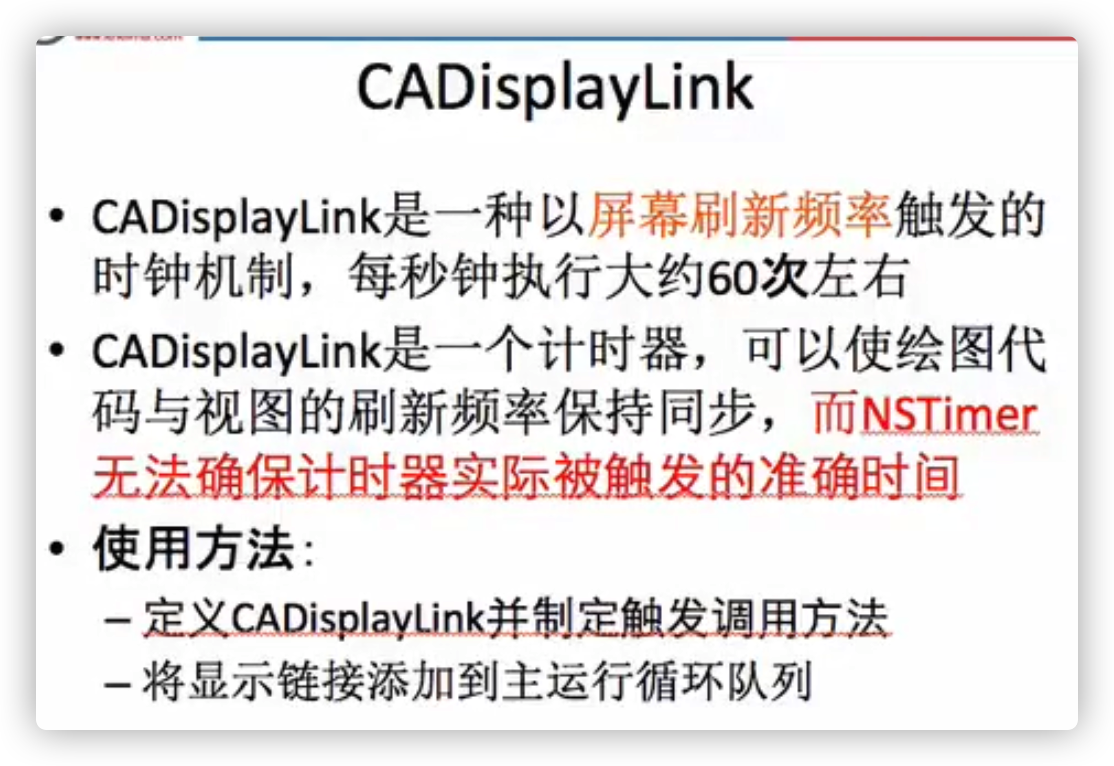 CADisplayLink
• CADisplayLink是一种以屏幕刷新频率触发的
时钟机制，每秒钟执行大约60次左右
• CADisplayLink是一个计时器，可以使绘图代
码与视图的刷新频率保持同步，而NSTimer
无法确保计时器实际被触发的准确时间
• 使用方法：
– 定义CADisplayLink并制定触发调用方法
– 将显示链接添加到主运行循环队列